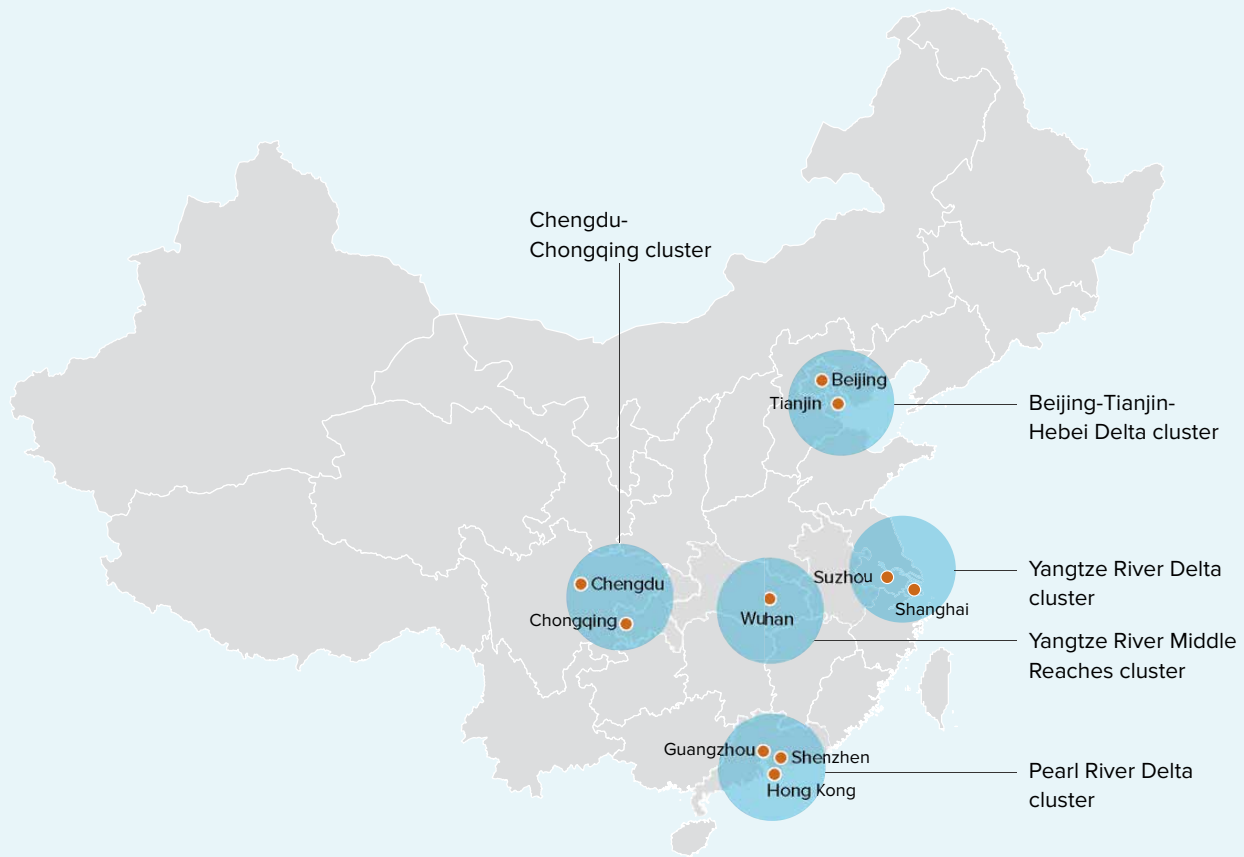 Chengdu-
Chongqing cluster
Beijing
Tianjin
Beijing-Tianjin-
Hebei Delta cluster
Chengdu
Chongqing
Wuhan
Suzhou
Shanghai
Yangtze River Delta
cluster
Yangtze River Middle
Reaches cluster
Guangzhou
Shenzhen
Hong Kong
Pearl River Delta
cluster